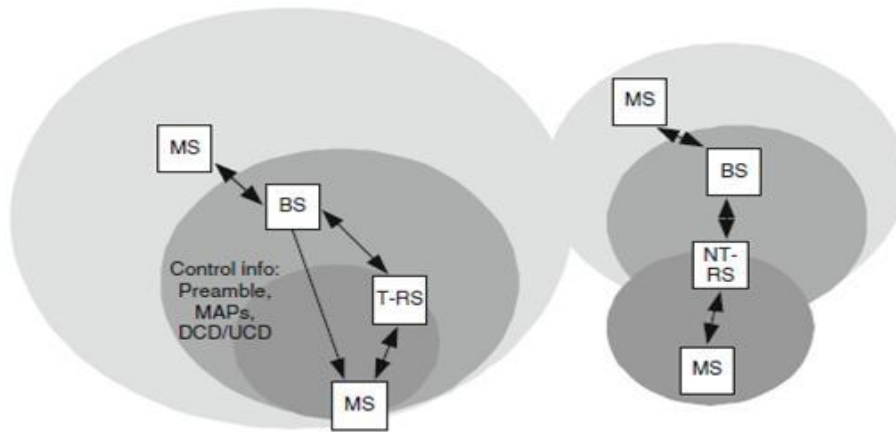 MS
BS
Control info:
Preamble,
MAPs,
DCD/UCD
T-RS
MS
MS
BS
NT-
RS
MS